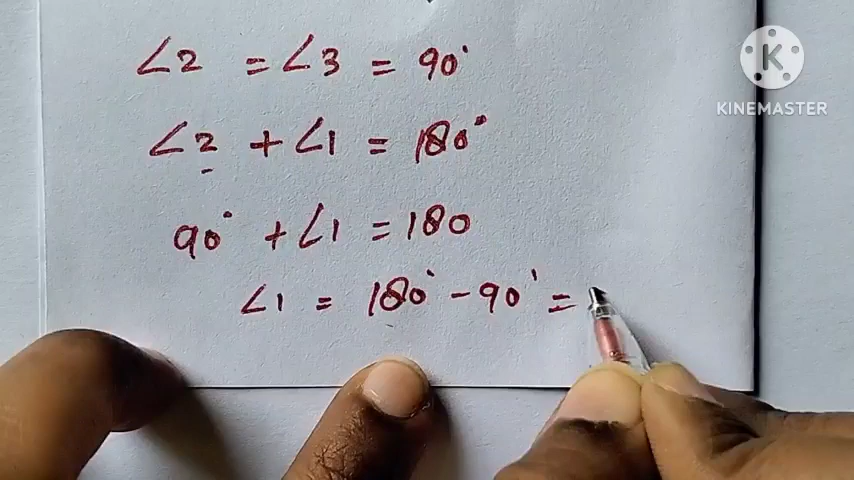 ∠2 = ∠3 = 90°
∠2 + ∠1 = 180°
90° + ∠1 = 180
∠1 = 180° - 90° =
K
KINEMASTER